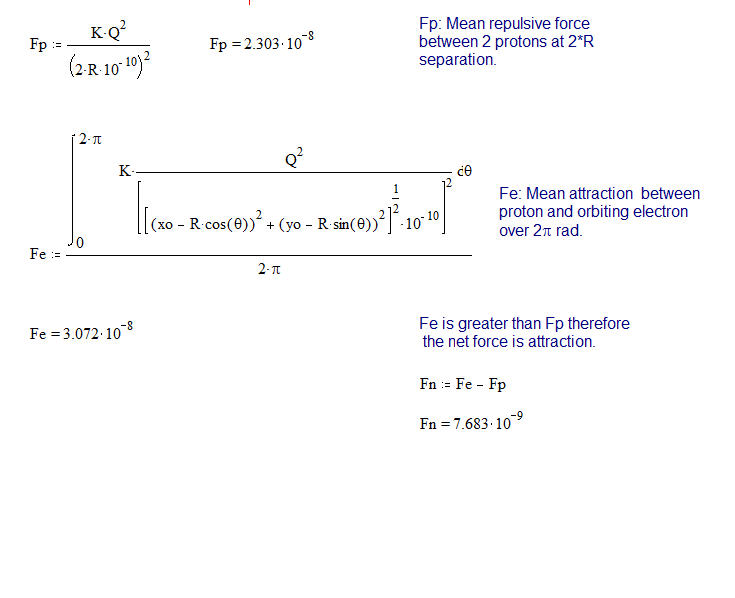 Fp := K·Q² / (2·R·10⁻¹⁰)²
Fp = 2.303·10⁻⁸
Fp: Mean repulsive force
between 2 protons at 2*R
separation.
Fe := ∫₀^(2·π) K· Q² / [[(xo − R·cos(θ))² + (yo − R·sin(θ))²]^(1/2)·10⁻¹⁰]² dθ / 2·π
Fe: Mean attraction between
proton and orbiting electron
over 2π rad.
Fe = 3.072·10⁻⁸
Fe is greater than Fp therefore
the net force is attraction.
Fn := Fe − Fp
Fn = 7.683·10⁻⁹